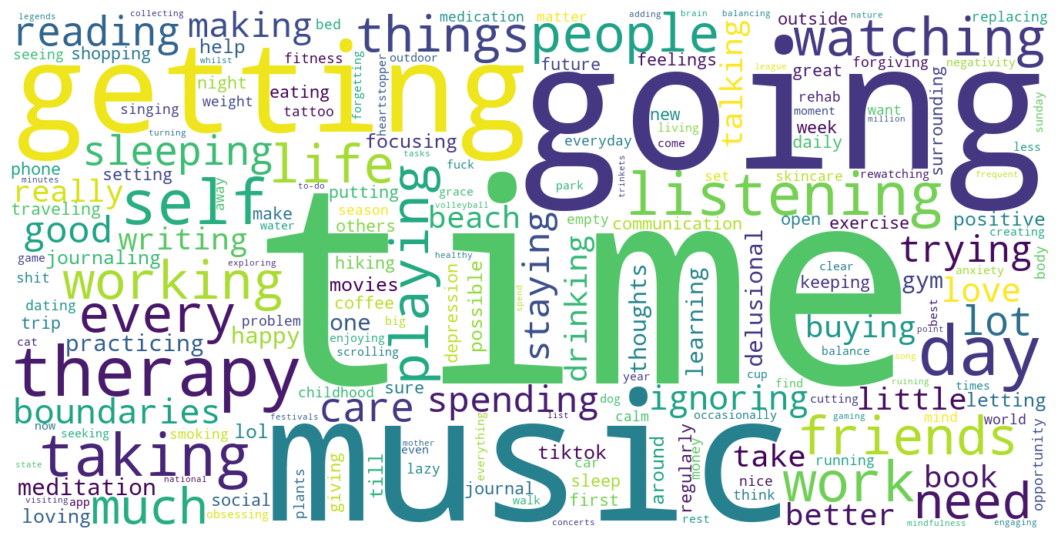 legends
collecting
reading
making
things
people
talking
adding
brain
balancing
outside
nature
replacing
watching
seeing
shopping
help
whilst
medication
bed
matter
getting
going
night
fitness
outdoor
forgetting
heartstopper
future
feelings
great
forgiving
negativity
sunday
singing
weight
eating
tattoo
focusing
new
living
come
everyday
league
rehab
moment
week
daily
want
million
surrounding
less
turning
sleeping
life
tasks
fuck
park
trinkets
set
skincare
rewatching
frequent
phone
minutes
setting
really
traveling
self
away
to-do
putting
playing
grace
volleyball
beach
staying
empty
listening
communication
open
exercise
positive
creating
good
writing
make
water
season
others
time
hiking
healthy
drinking
thoughts
learning
delusional
trying
body
game
journaling
exploring
shit
working
movies
coffee
depression
possible
spend
clear
keeping
gym
anxiety
love
dating
trip
every
problem
one
big
enjoying
happy
scrolling
buying
best
point
lot
cat
practicing
therapy
sure
childhood
year
dog
balance
cup
find
song
ruining
day
boundaries
care
spending
ignoring
cutting
little
times
letting
festivals
music
list
calm
occasionally
gaming
mind
world
opportunity
now
seeking
smoking
lol
till
mother
even
everything
tiktok
car
around
regularly
money
take
running
friends
state
taking
national
giving
lazy
sleep
nice
think
work
book
meditation
visiting
app
social
plants
journal
walk
first
rest
need
loving
much
obsessing
concerts
better
mindfulness
engaging